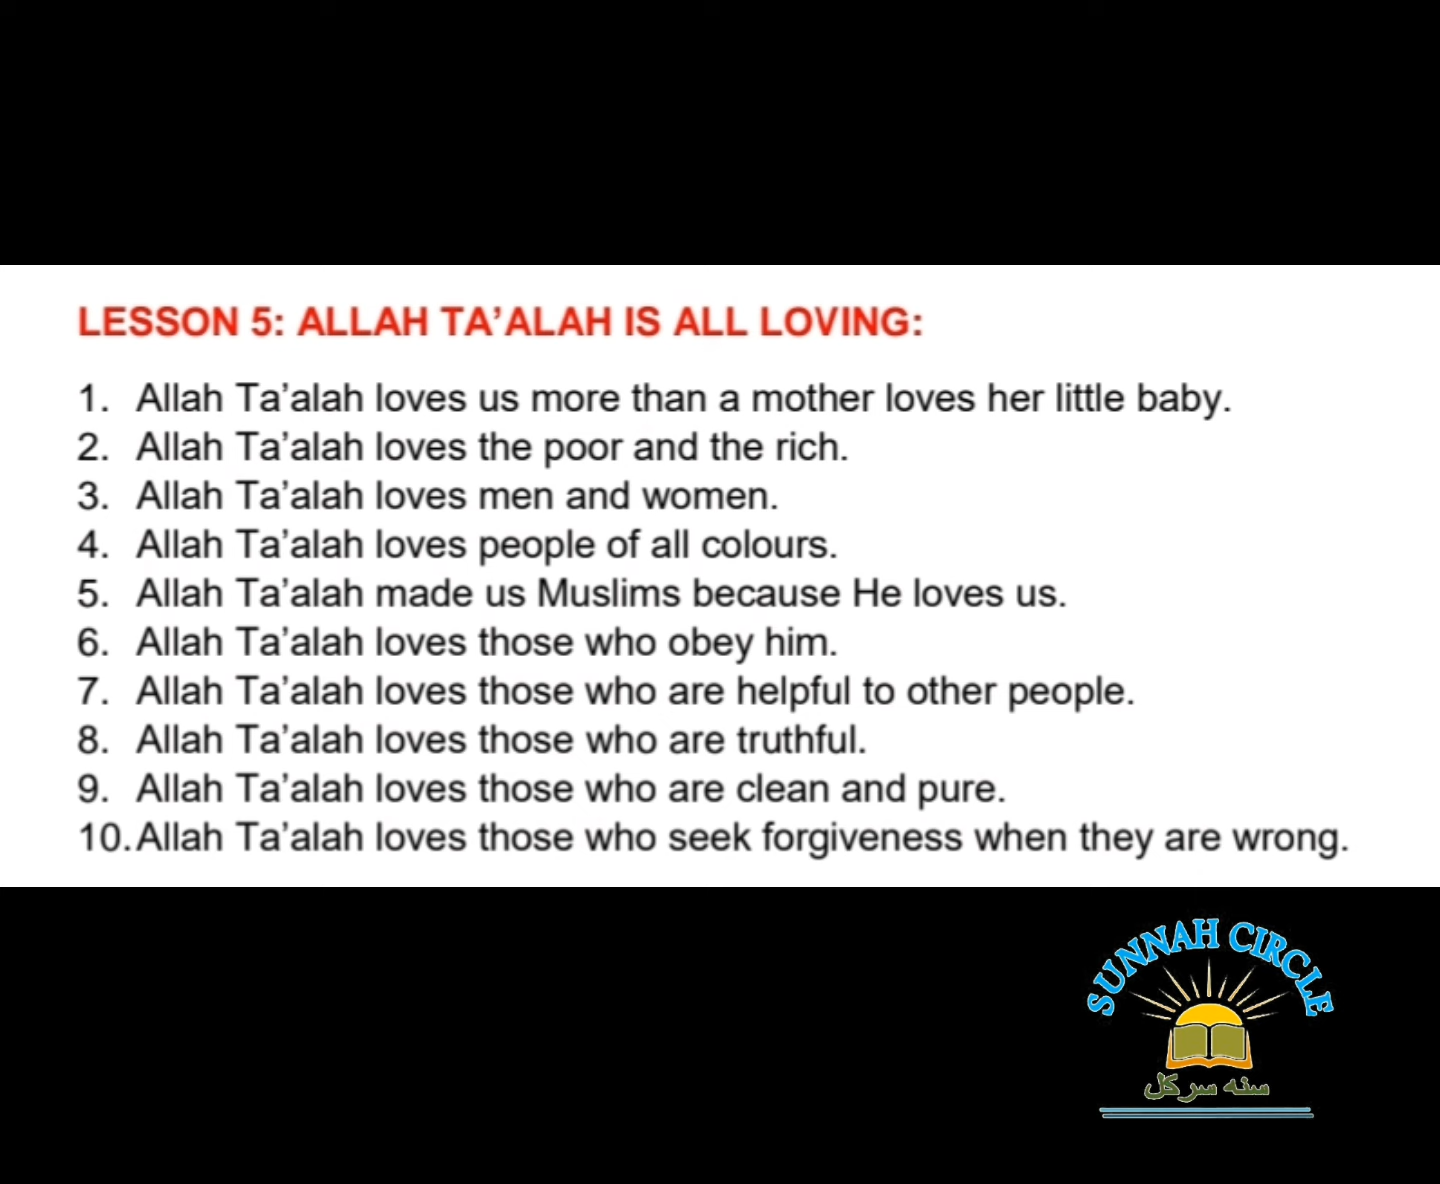 LESSON 5: ALLAH TA’ALAH IS ALL LOVING:
1. Allah Ta’alah loves us more than a mother loves her little baby.
2. Allah Ta’alah loves the poor and the rich.
3. Allah Ta’alah loves men and women.
4. Allah Ta’alah loves people of all colours.
5. Allah Ta’alah made us Muslims because He loves us.
6. Allah Ta’alah loves those who obey him.
7. Allah Ta’alah loves those who are helpful to other people.
8. Allah Ta’alah loves those who are truthful.
9. Allah Ta’alah loves those who are clean and pure.
10. Allah Ta’alah loves those who seek forgiveness when they are wrong.
SUNNAH CIRCLE
سنه سركل